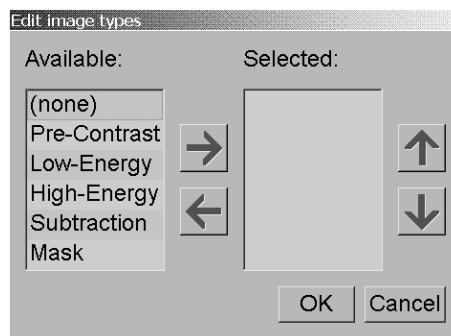 Edit image types
Available:
Selected:
(none)
Pre-Contrast
Low-Energy
High-Energy
Subtraction
Mask
OK
Cancel